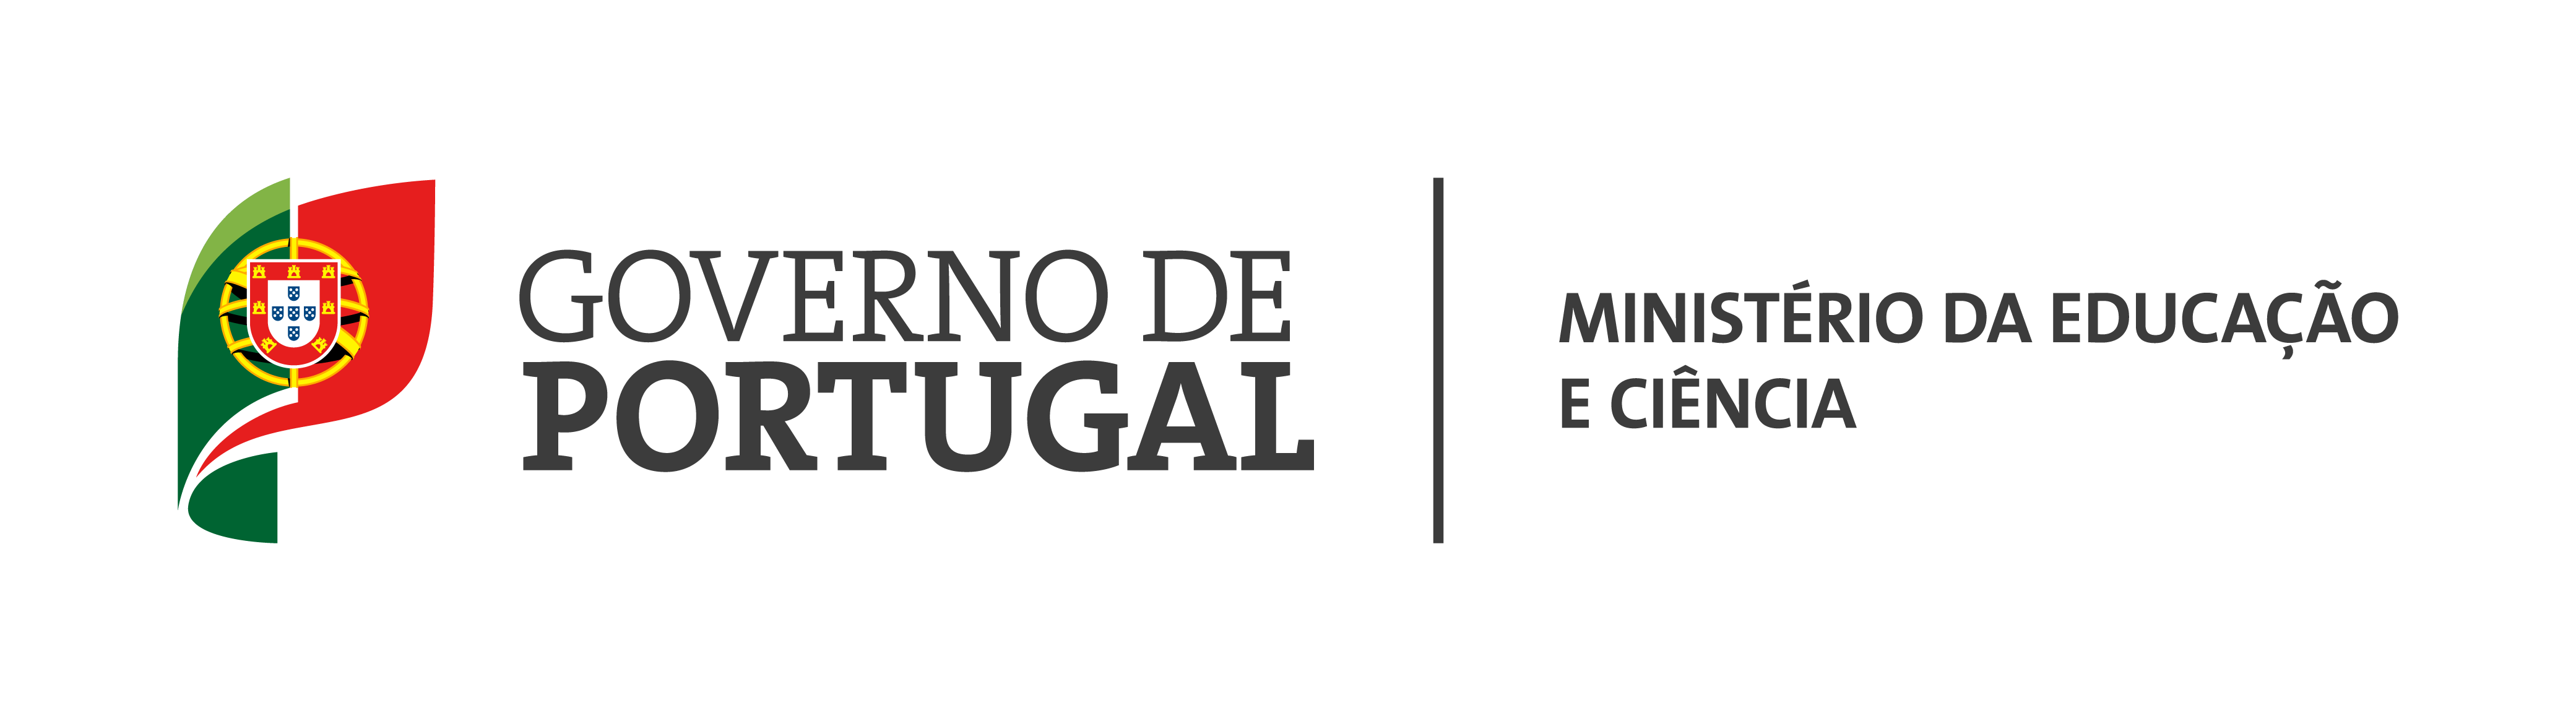 GOVERNO DE
PORTUGAL
MINISTÉRIO DA EDUCAÇÃO
E CIÊNCIA